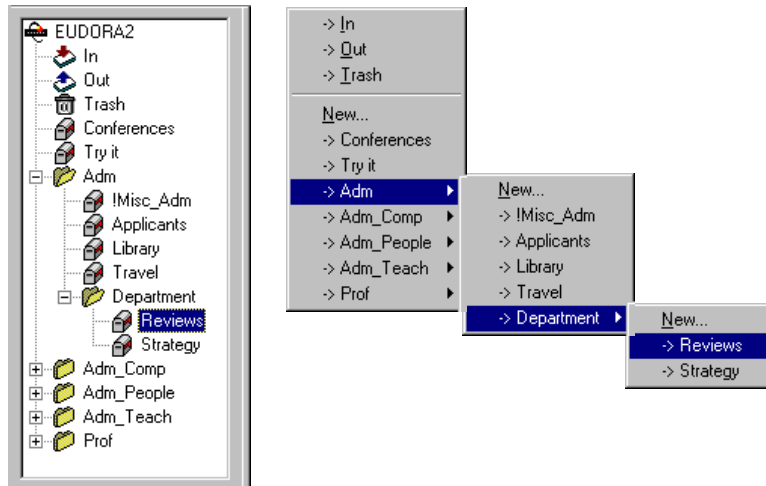 EUDORA2
In
Out
Trash
Conferences
Try it
Adm
!Misc_Adm
Applicants
Library
Travel
Department
Reviews
Strategy
Adm_Comp
Adm_People
Adm_Teach
Prof
-> In
-> Out
-> Trash
New...
-> Conferences
-> Try it
-> Adm
-> Adm_Comp
-> Adm_People
-> Adm_Teach
-> Prof
New...
-> !Misc_Adm
-> Applicants
-> Library
-> Travel
-> Department
New...
-> Reviews
-> Strategy